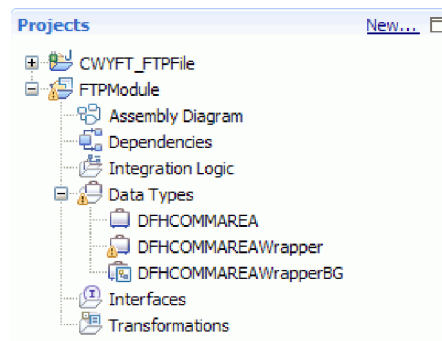 Projects New...
CWYFT_FTPFile
FTPModule
Assembly Diagram
Dependencies
Integration Logic
Data Types
DFHCOMMAREA
DFHCOMMAREAWrapper
DFHCOMMAREAWrapperBG
Interfaces
Transformations